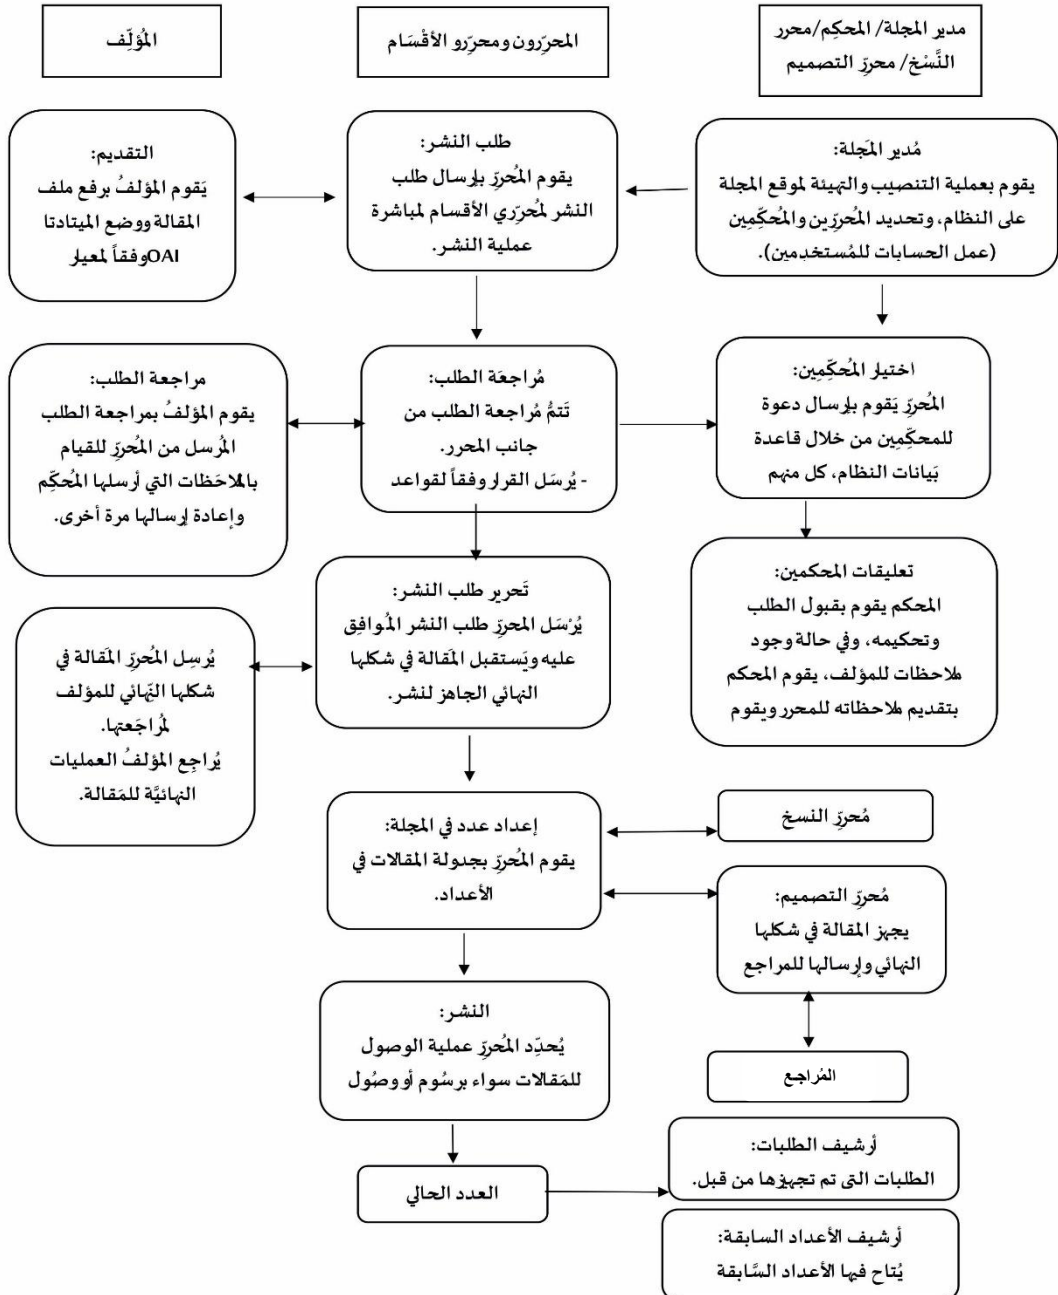 مدير المجلة/ المحكِم/محرر
النَّسْخ/ محرِّر التصميم
المحرِّرون ومحرِّرو الأقْسَام
المُؤلِّف
مُدير المَجلة:
يقوم بعملية التنصيب والتهيئة لموقع المجلة
على النظام، وتحديد المُحرِّرين والمُحكِّمين
(عمل الحسابات للمُستخدمين).
طلب النشر:
يقوم المُحرِّر بإرسال طلب
النشر لمُحرِّري الأقسام لمباشرة
عملية النشر.
التقديم:
يَقوم المؤلفُ برفع ملف
المقالة ووضع الميتادتا
OAIوفقاً لمعيار
اختيار المُحكِّمِين:
المُحررِّ يَقوم بإرسال دعوة
للمحكِّمين من خلال قاعدة
بَيانات النظام، كل منهم
مُراجعَة الطلب:
تَتمُّ مُراجعة الطلب من
جانب المحرر.
- يُرسَل القرار وفقاً لقواعد
مراجعة الطلب:
يقوم المؤلفُ بمراجعة الطلب
المُرسل من المُحرِّر للقيام
بالملاحَظات التي أرسلها المُحكِّم
وإعادة إرسالها مرة أخرى.
تعليقات المحكمين:
المحكم يقوم بقبول الطلب
وتحكيمه، وفي حالة وجود
ملاحظات للمؤلف، يقوم المحكم
بتقديم ملاحظاته للمحرر ويقوم
تَحرير طلب النشر:
يُرْسَل المحرِّر طلب النشر المُوافِق
عليه ويَستقبل المَقالة في شكلها
النهائي الجاهز لنشر.
يُرسِل المُحرِّر المَقالة في
شكلها النِّهائي للمؤلف
لمُراجَعتها.
يُراجِع المؤلفُ العمليات
النهائيَّة للمَقالة.
مُحرِّر النسخ
إعداد عدد في المجلة:
يقوم المُحرِّر بجدولة المقالات في
الأعداد.
مُحرِّر التصميم:
يجهز المقالة في شكلها
النهائي وإرسالها للمراجع
النشر:
يُحدِّد المُحرِّر عملية الوصول
للمَقالات سواء برسُوم أو وصُول
المُراجع
أرشيف الطلبات:
الطلبات التى تم تجهيزها من قبل.
العدد الحالي
أرشيف الأعداد السابقة:
يُتاح فيها الأعداد السَّابقة